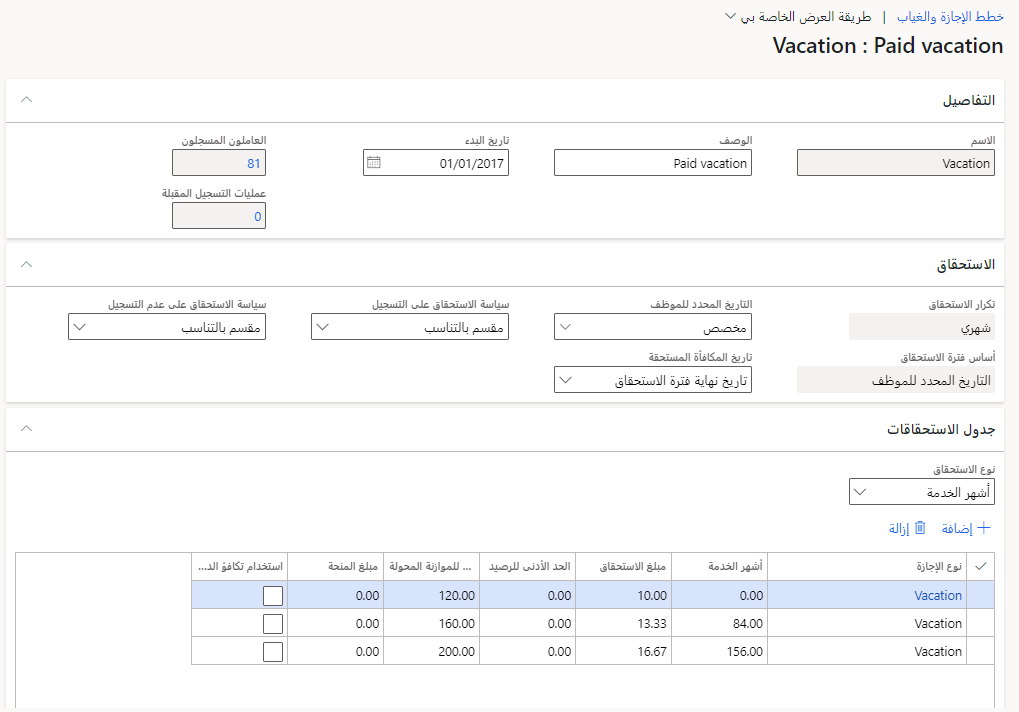 خطط الإجازة والغياب | طريقة العرض الخاصة بي
Vacation : Paid vacation
التفاصيل
الاسم الوصف تاريخ البدء العاملون المسجلون
Vacation Paid vacation 01/01/2017 81
عمليات التسجيل المقبلة
0
الاستحقاق
تكرار الاستحقاق التاريخ المحدد للموظف سياسة الاستحقاق على التسجيل سياسة الاستحقاق على عدم التسجيل
شهري مخصص مقسم بالتناسب مقسم بالتناسب
أساس فترة الاستحقاق تاريخ المكافأة المستحقة
التاريخ المحدد للموظف تاريخ نهاية فترة الاستحقاق
جدول الاستحقاقات
نوع الاستحقاق
أشهر الخدمة
إضافة إزالة
نوع الإجازة أشهر الخدمة مبلغ الاستحقاق الحد الأدنى للرصيد ... للموازنة المحولة مبلغ المنحة استخدام تكافؤ الد...
Vacation 0.00 10.00 0.00 120.00 0.00
Vacation 84.00 13.33 0.00 160.00 0.00
Vacation 156.00 16.67 0.00 200.00 0.00